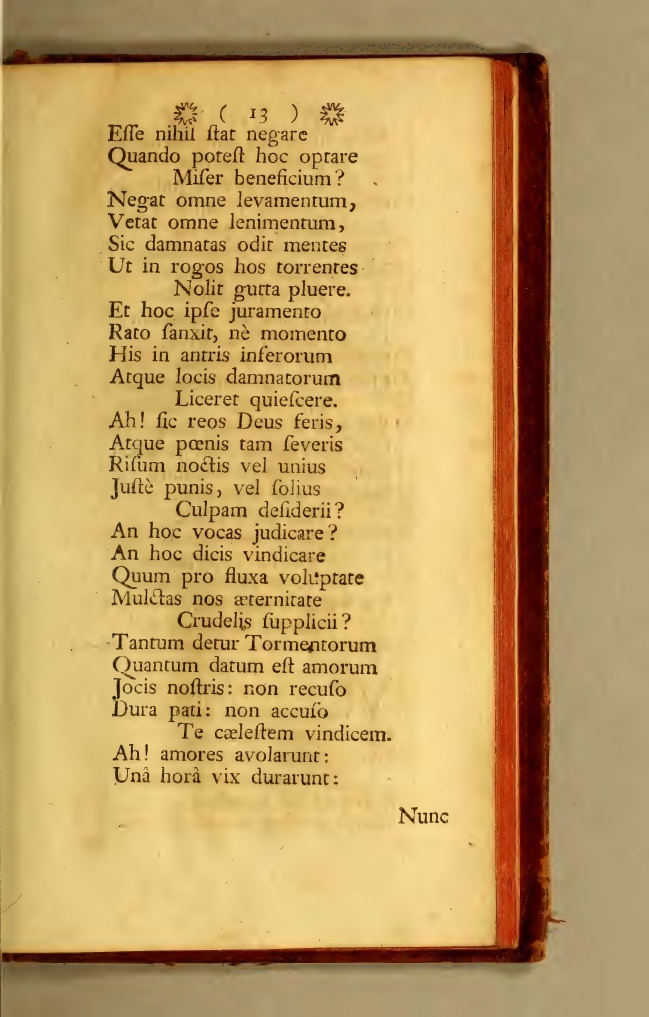 ( 13 )
Eſſe nihil ſtat negare
Quando poteſt hoc optare
Miſer beneficium?
Negat omne levamentum,
Vetat omne lenimentum,
Sic damnatas odit mentes
Ut in rogos hos torrentes
Nolit gutta pluere.
Et hoc ipſe juramento
Rato ſanxit, nè momento
His in antris inferorum
Atque locis damnatorum
Liceret quieſcere.
Ah! ſic reos Deus feris,
Atque pœnis tam ſeveris
Riſum noctis vel unius
Juſtè punis, vel ſolius
Culpam deſiderii?
An hoc vocas judicare?
An hoc dicis vindicare
Quum pro fluxa voluptate
Mulctas nos æternitate
Crudelis ſupplicii?
Tantum detur Tormentorum
Quantum datum eſt amorum
Jocis noſtris: non recuſo
Dura pati: non accuſo
Te cæleſtem vindicem.
Ah! amores avolarunt:
Unâ horâ vix durarunt:
Nunc